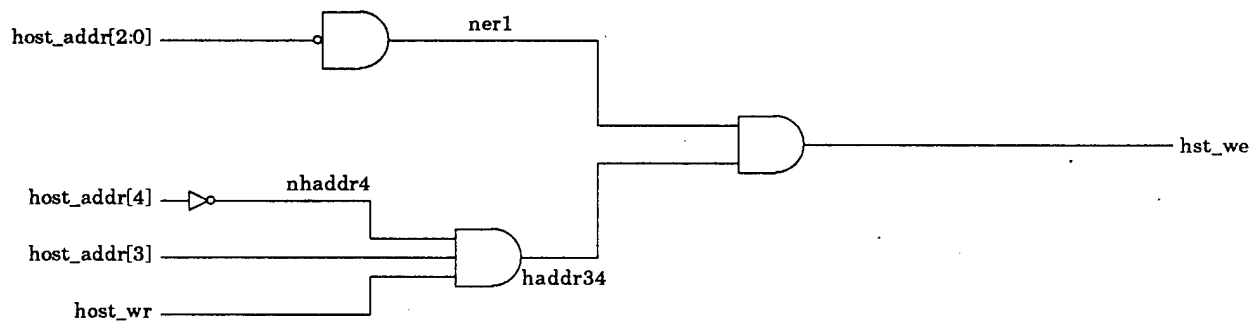 host_addr[2:0]
ner1
hst_we
host_addr[4]
nhaddr4
host_addr[3]
haddr34
host_wr